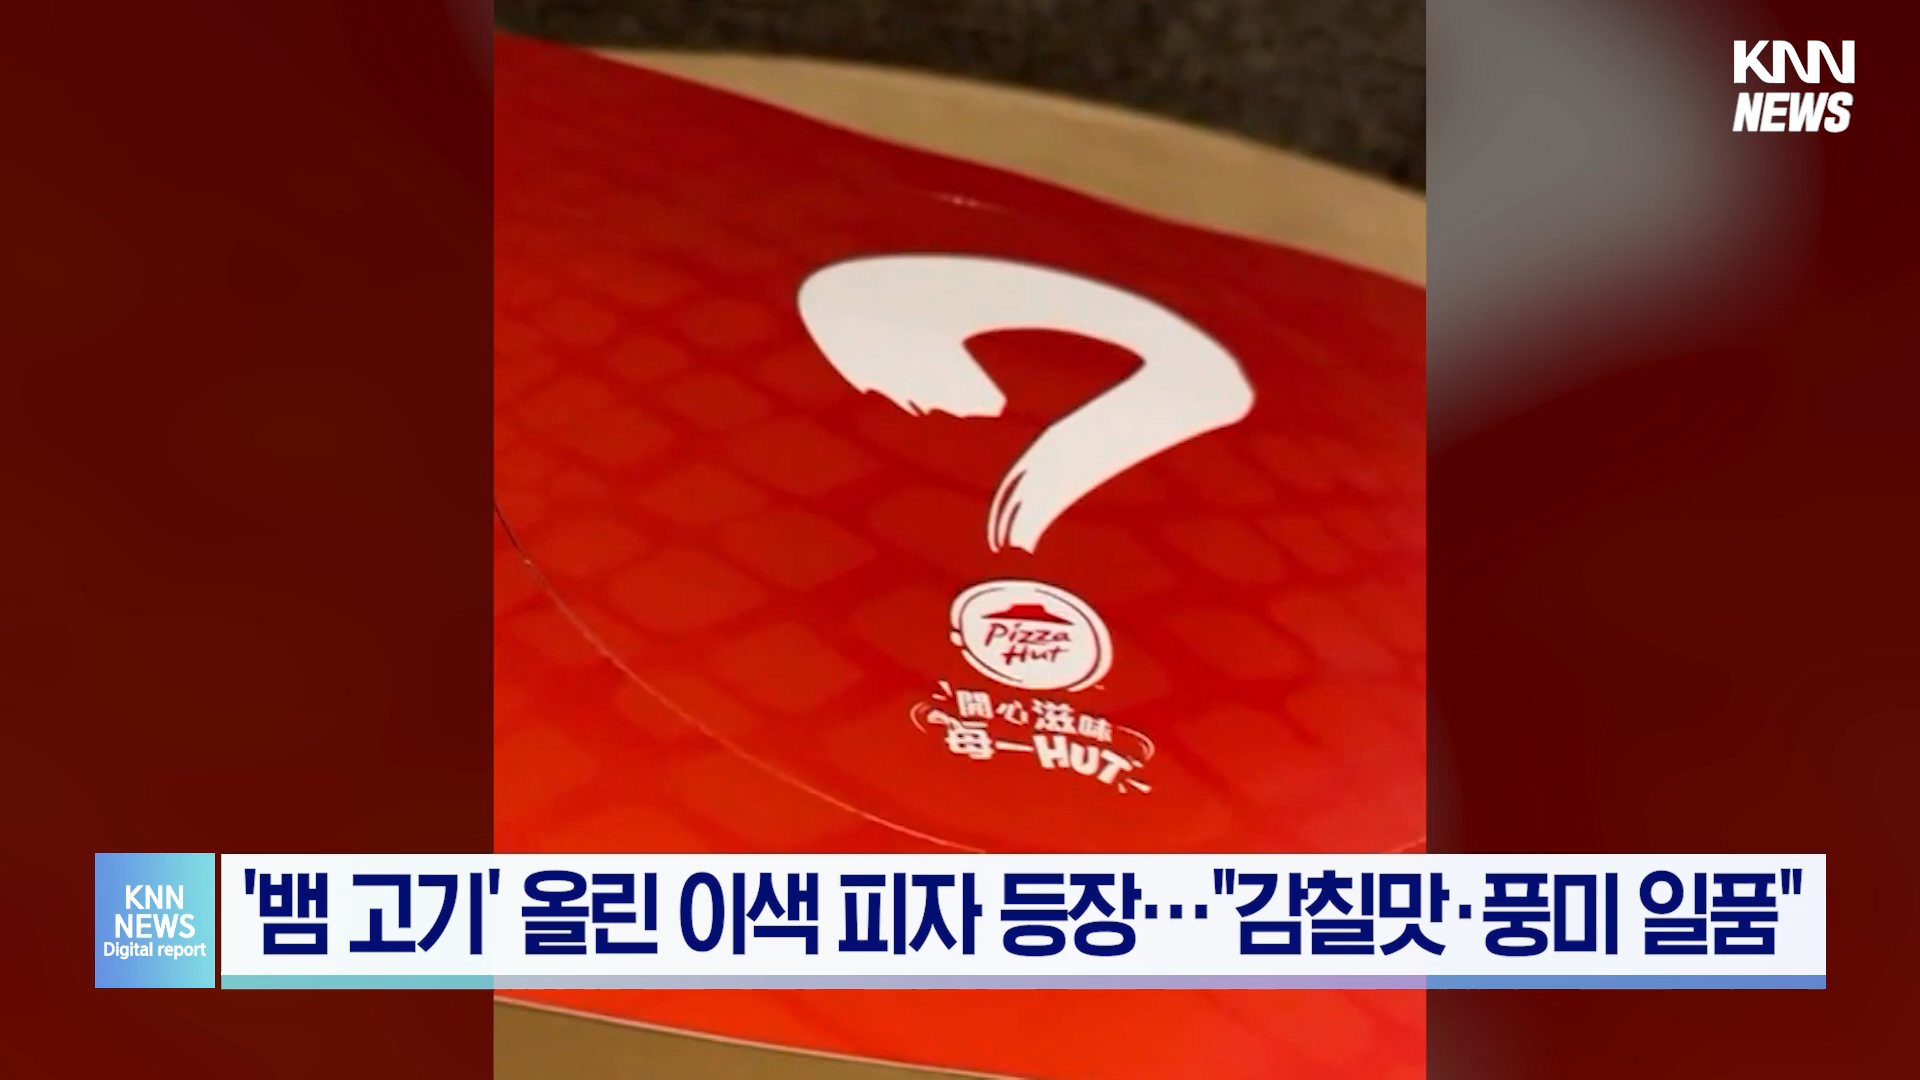 KNN
NEWS
?
Pizza
Hut
開心滋味
每一HUT
KNN
NEWS
Digital report
'뱀 고기' 올린 이색 피자 등장…"감칠맛·풍미 일품"